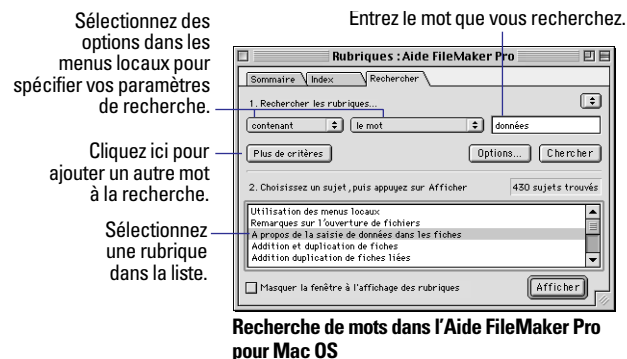 Sélectionnez des
options dans les
menus locaux pour
spécifier vos paramètres
de recherche.
Entrez le mot que vous recherchez.
Rubriques : Aide FileMaker Pro
Sommaire Index Rechercher
1. Rechercher les rubriques...
contenant le mot données
Cliquez ici pour
ajouter un autre mot
à la recherche.
Plus de critères Options... Chercher
2. Choisissez un sujet, puis appuyez sur Afficher 430 sujets trouvés
Sélectionnez
une rubrique
dans la liste.
Utilisation des menus locaux
Remarques sur l'ouverture de fichiers
A propos de la saisie de données dans les fiches
Addition et duplication de fiches
Addition duplication de fiches liées
Masquer la fenêtre à l'affichage des rubriques Afficher
Recherche de mots dans l'Aide FileMaker Pro
pour Mac OS